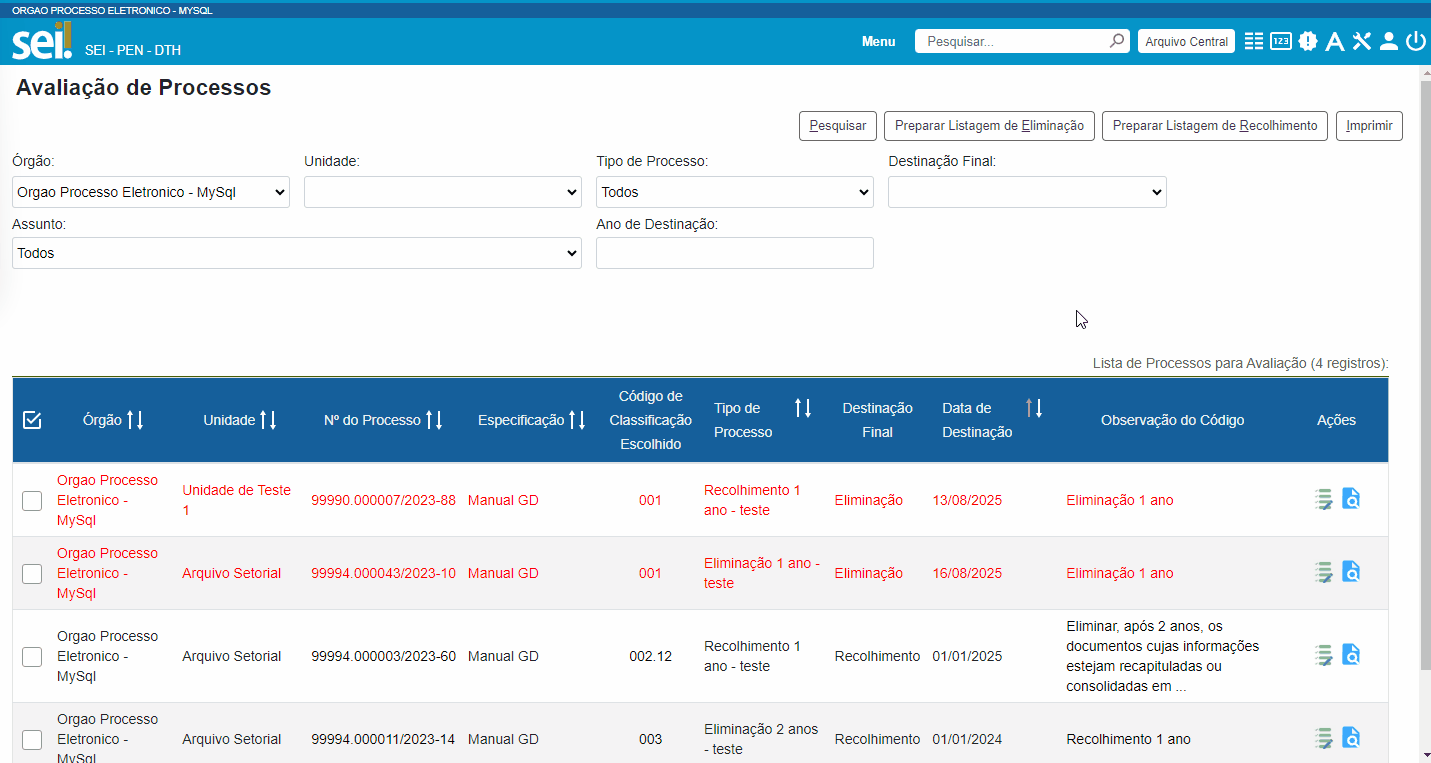 ORGAO PROCESSO ELETRONICO - MYSQL
sei!
SEI - PEN - DTH
Menu
Pesquisar...
Arquivo Central
123
Avaliação de Processos
Pesquisar
Preparar Listagem de Eliminação
Preparar Listagem de Recolhimento
Imprimir
Órgão:
Unidade:
Tipo de Processo:
Destinação Final:
Orgao Processo Eletronico - MySql
Todos
Assunto:
Ano de Destinação:
Todos
Lista de Processos para Avaliação (4 registros):
Órgão
Unidade
Nº do Processo
Especificação
Código de
Classificação
Escolhido
Tipo de
Processo
Destinação
Final
Data de
Destinação
Observação do Código
Ações
Orgao Processo
Eletronico -
MySql
Unidade de Teste
1
99990.000007/2023-88
Manual GD
001
Recolhimento 1
ano - teste
Eliminação
13/08/2025
Eliminação 1 ano
Orgao Processo
Eletronico -
MySql
Arquivo Setorial
99994.000043/2023-10
Manual GD
001
Eliminação 1 ano -
teste
Eliminação
16/08/2025
Eliminação 1 ano
Orgao Processo
Eletronico -
MySql
Arquivo Setorial
99994.000003/2023-60
Manual GD
002.12
Recolhimento 1
ano - teste
Recolhimento
01/01/2025
Eliminar, após 2 anos, os
documentos cujas informações
estejam recapituladas ou
consolidadas em ...
Orgao Processo
Eletronico -
MySql
Arquivo Setorial
99994.000011/2023-14
Manual GD
003
Eliminação 2 anos
- teste
Recolhimento
01/01/2024
Recolhimento 1 ano